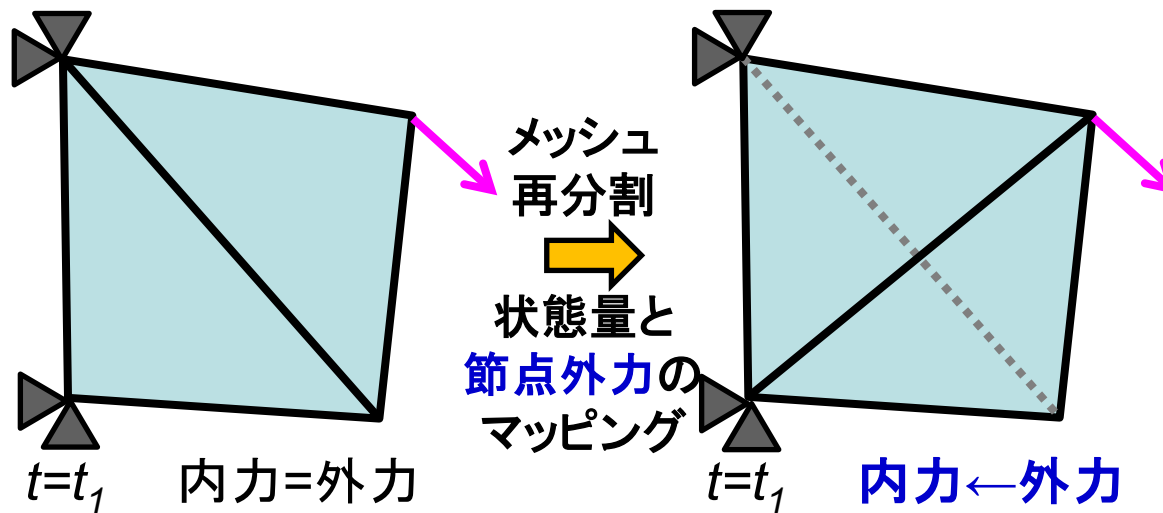 メッシュ
再分割
状態量と
節点外力の
マッピング
t=t1 内力=外力
t=t1 内力←外力